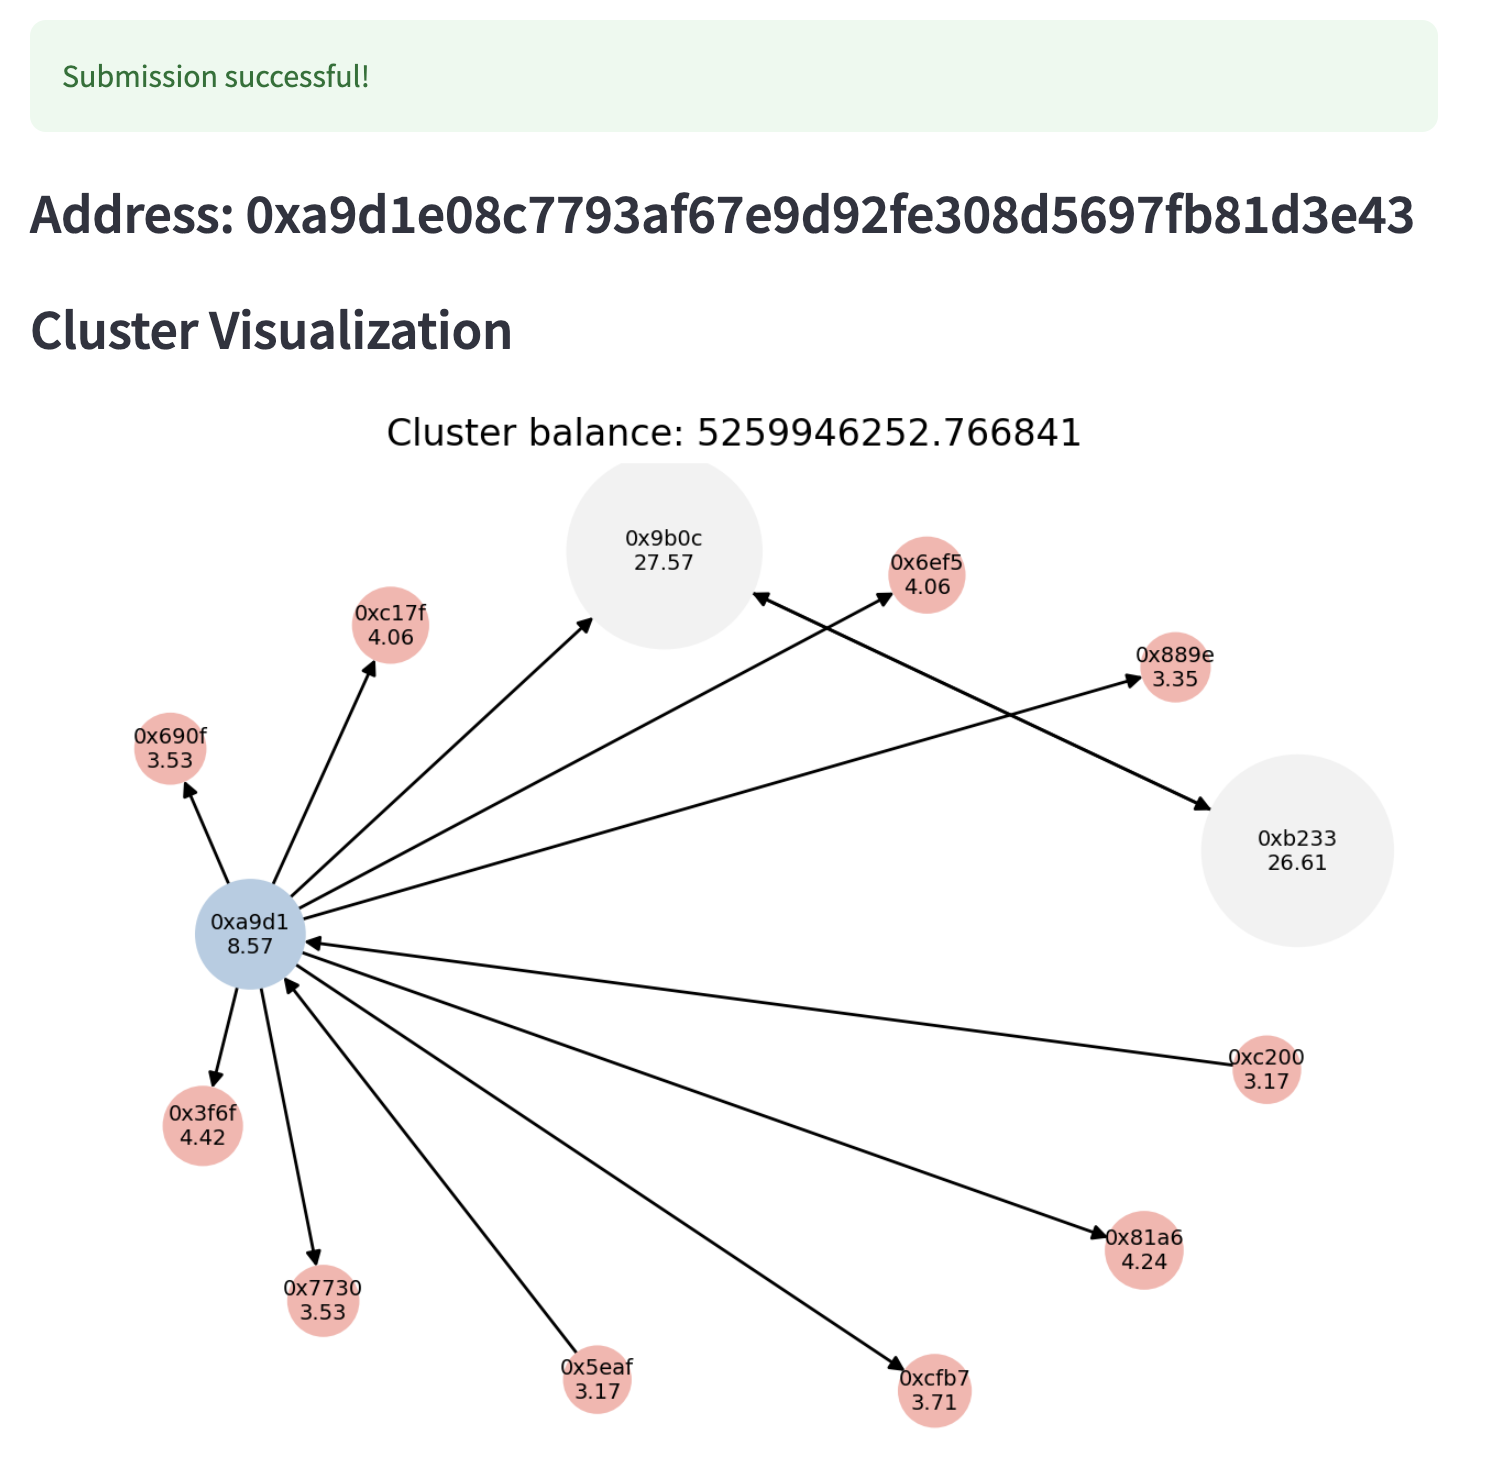 Submission successful!
Address: 0xa9d1e08c7793af67e9d92fe308d5697fb81d3e43
Cluster Visualization
Cluster balance: 5259946252.766841
0x9b0c
27.57
0x6ef5
4.06
0xc17f
4.06
0x889e
3.35
0x690f
3.53
0xb233
26.61
0xa9d1
8.57
0xc200
3.17
0x3f6f
4.42
0x81a6
4.24
0x7730
3.53
0x5eaf
3.17
0xcfb7
3.71